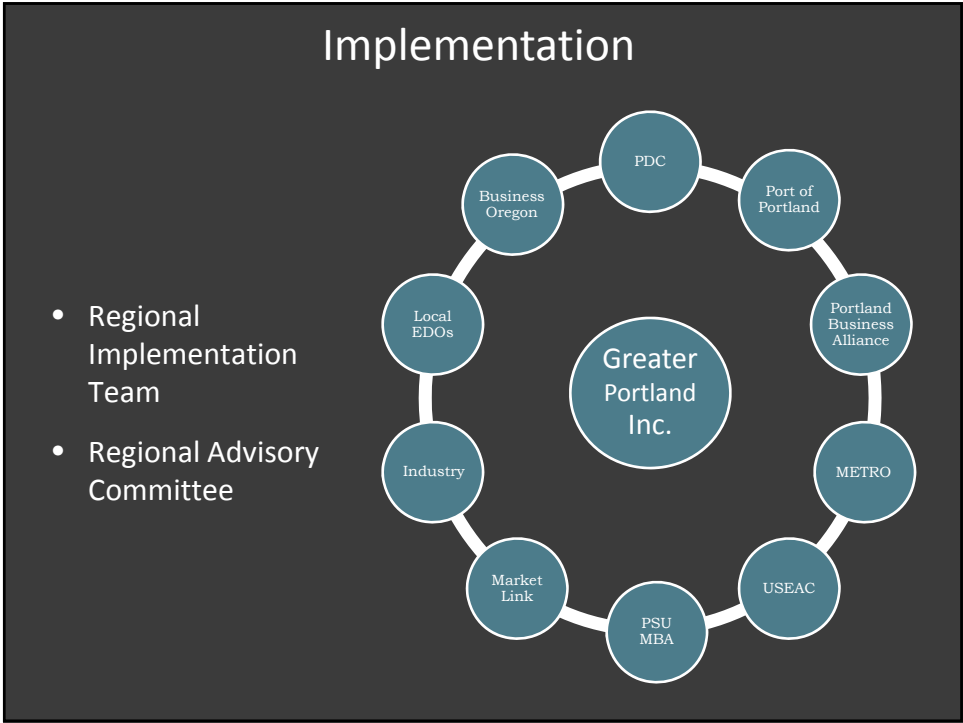 Implementation
• Regional
Implementation
Team
• Regional Advisory
Committee
PDC
Port of
Portland
Portland
Business
Alliance
METRO
USEAC
PSU
MBA
Market
Link
Industry
Local
EDOs
Business
Oregon
Greater
Portland
Inc.